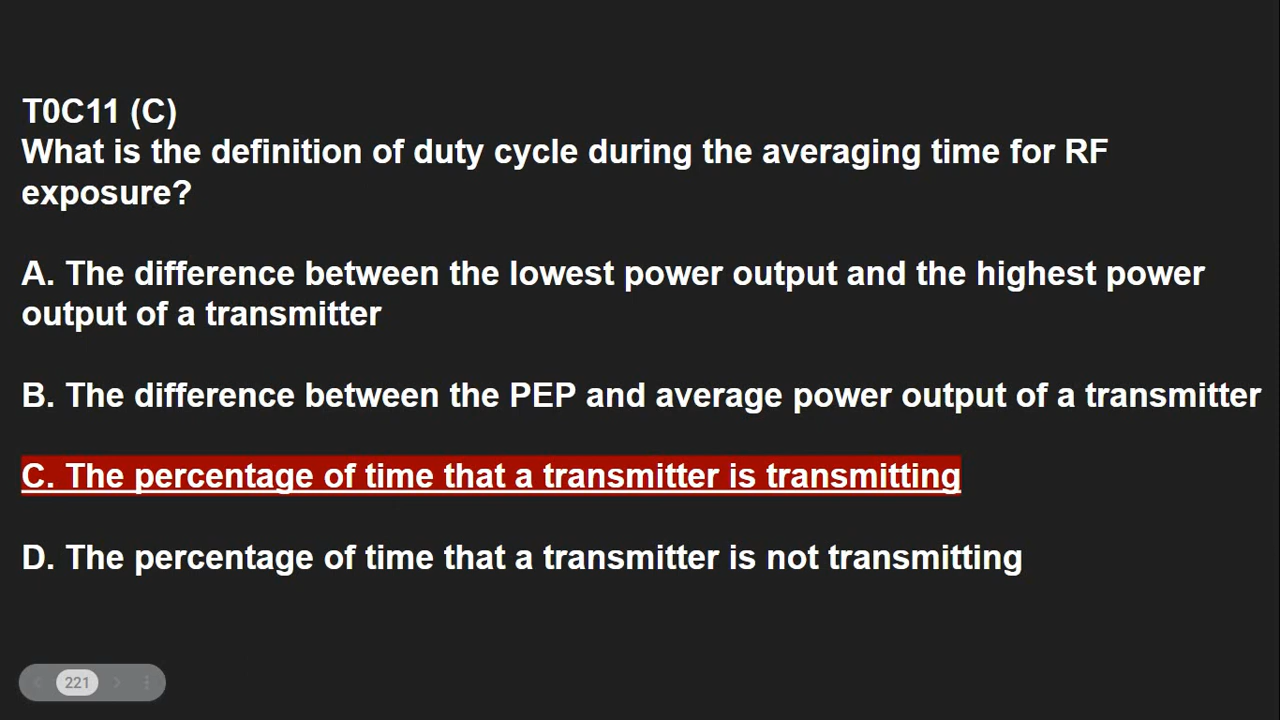 T0C11 (C)
What is the definition of duty cycle during the averaging time for RF
exposure?
A. The difference between the lowest power output and the highest power
output of a transmitter
B. The difference between the PEP and average power output of a transmitter
C. The percentage of time that a transmitter is transmitting
D. The percentage of time that a transmitter is not transmitting
221